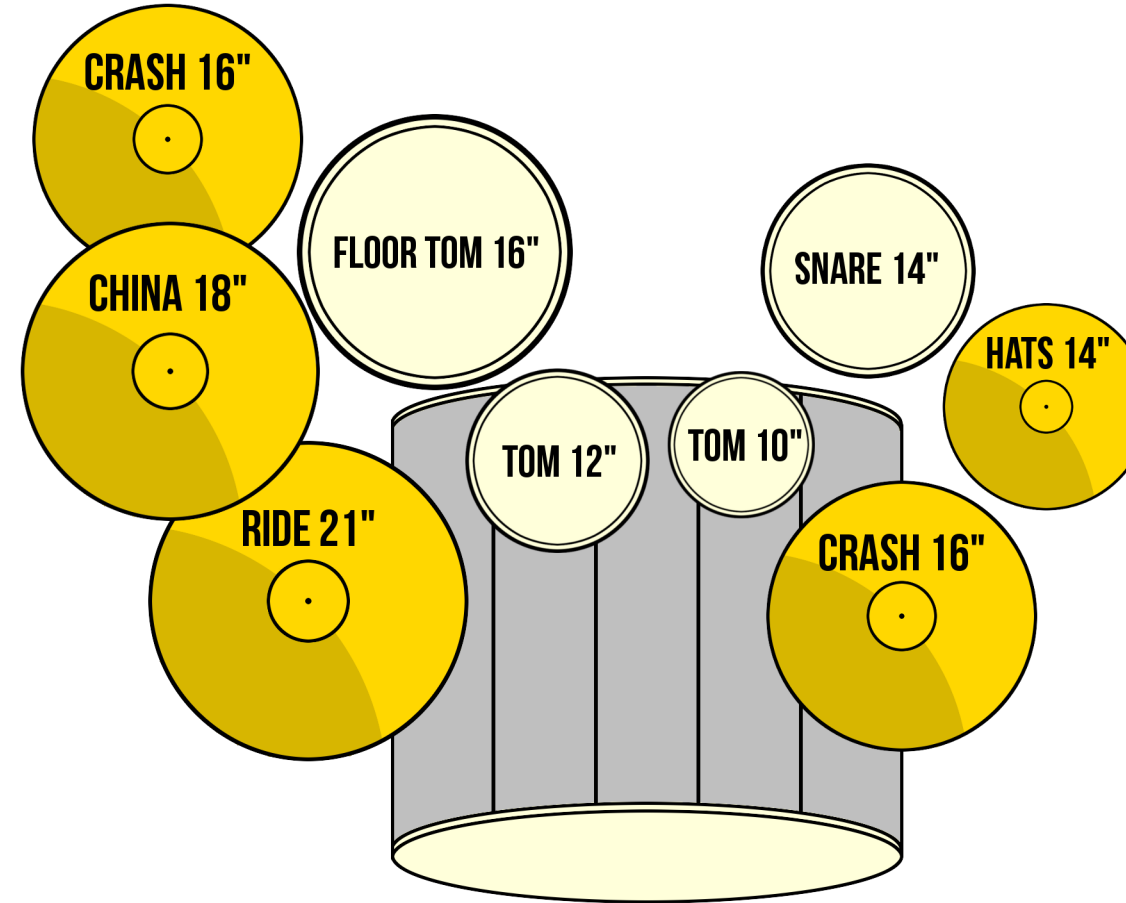 CRASH 16"
FLOOR TOM 16"
SNARE 14"
CHINA 18"
HATS 14"
TOM 12"
TOM 10"
RIDE 21"
CRASH 16"